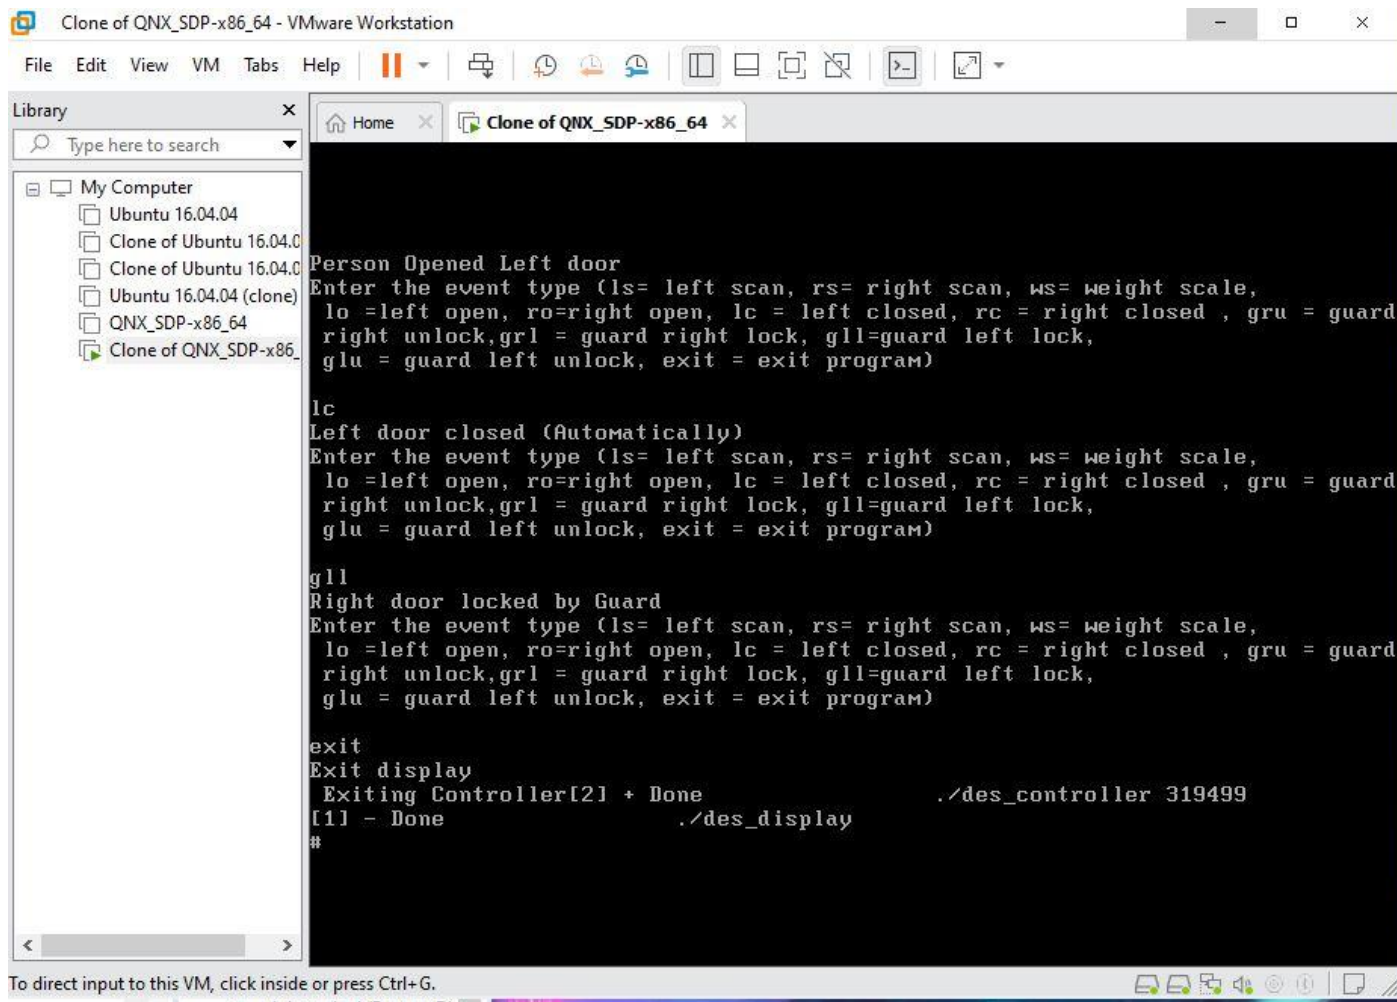 Clone of QNX_SDP-x86_64 - VMware Workstation
File Edit View VM Tabs Help
Library
Home
Clone of QNX_SDP-x86_64
Type here to search
My Computer
Ubuntu 16.04.04
Clone of Ubuntu 16.04.0
Clone of Ubuntu 16.04.0
Ubuntu 16.04.04 (clone)
QNX_SDP-x86_64
Clone of QNX_SDP-x86_
Person Opened Left door
Enter the event type (ls= left scan, rs= right scan, ws= weight scale,
lo =left open, ro=right open, lc = left closed, rc = right closed , gru = guard
right unlock,grl = guard right lock, gll=guard left lock,
glu = guard left unlock, exit = exit program)
lc
Left door closed (Automatically)
Enter the event type (ls= left scan, rs= right scan, ws= weight scale,
lo =left open, ro=right open, lc = left closed, rc = right closed , gru = guard
right unlock,grl = guard right lock, gll=guard left lock,
glu = guard left unlock, exit = exit program)
gll
Right door locked by Guard
Enter the event type (ls= left scan, rs= right scan, ws= weight scale,
lo =left open, ro=right open, lc = left closed, rc = right closed , gru = guard
right unlock,grl = guard right lock, gll=guard left lock,
glu = guard left unlock, exit = exit program)
exit
Exit display
Exiting Controller[2] + Done ./des_controller 319499
[1] - Done ./des_display
#
To direct input to this VM, click inside or press Ctrl+G.